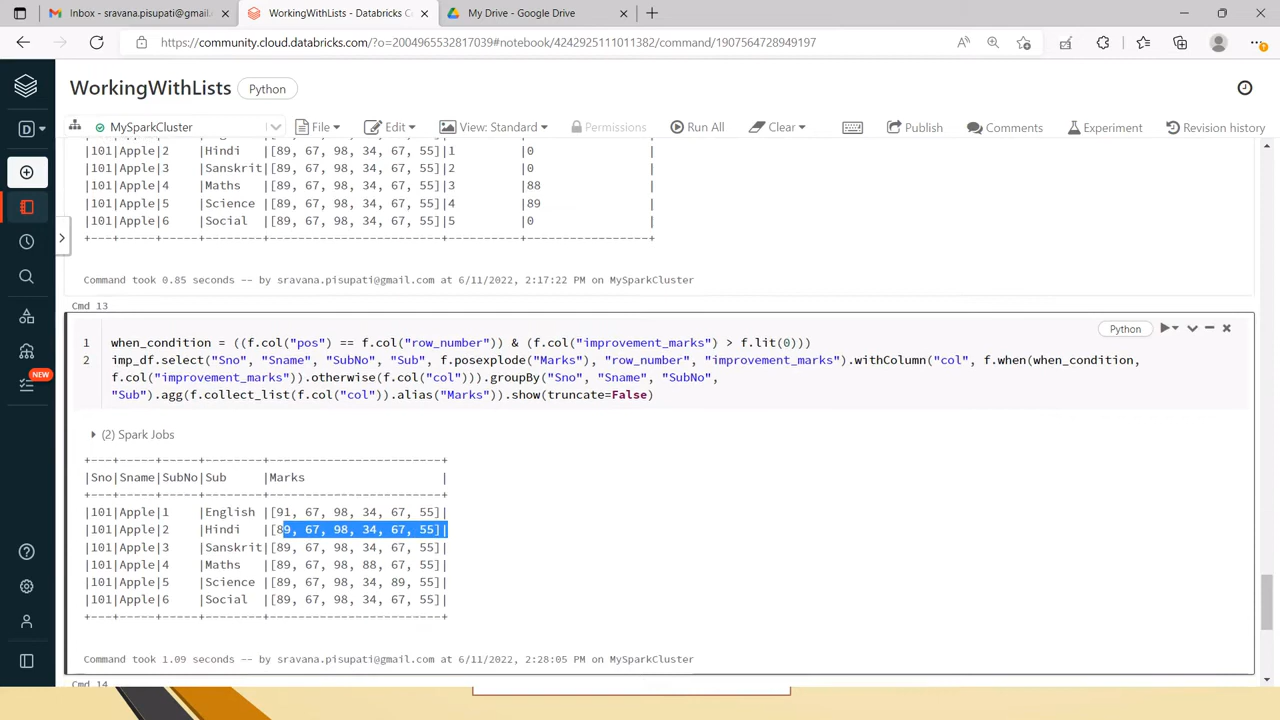 Inbox - sravana.pisupati@gmail.
WorkingWithLists - Databricks C
My Drive - Google Drive
https://community.cloud.databricks.com/?o=2004965532817039#notebook/4242925111011382/command/1907564728949197
WorkingWithLists
Python
D
MySparkCluster
File
Edit
View: Standard
Permissions
Run All
Clear
Publish
Comments
Experiment
Revision history
|101|Apple|2 |Hindi |[89, 67, 98, 34, 67, 55]|1 |0 |
|101|Apple|3 |Sanskrit|[89, 67, 98, 34, 67, 55]|2 |0 |
|101|Apple|4 |Maths |[89, 67, 98, 34, 67, 55]|3 |88 |
|101|Apple|5 |Science |[89, 67, 98, 34, 67, 55]|4 |89 |
|101|Apple|6 |Social |[89, 67, 98, 34, 67, 55]|5 |0 |
+---+-----+-----+--------+------------------------+----------+-----------------+
Command took 0.85 seconds -- by sravana.pisupati@gmail.com at 6/11/2022, 2:17:22 PM on MySparkCluster
Cmd 13
Python
1 when_condition = ((f.col("pos") == f.col("row_number")) & (f.col("improvement_marks") > f.lit(0)))
2 imp_df.select("Sno", "Sname", "SubNo", "Sub", f.posexplode("Marks"), "row_number", "improvement_marks").withColumn("col", f.when(when_condition,
f.col("improvement_marks")).otherwise(f.col("col"))).groupBy("Sno", "Sname", "SubNo",
"Sub").agg(f.collect_list(f.col("col")).alias("Marks")).show(truncate=False)
NEW
(2) Spark Jobs
+---+-----+-----+--------+------------------------+
|Sno|Sname|SubNo|Sub |Marks |
+---+-----+-----+--------+------------------------+
|101|Apple|1 |English |[91, 67, 98, 34, 67, 55]|
|101|Apple|2 |Hindi |[89, 67, 98, 34, 67, 55]|
|101|Apple|3 |Sanskrit|[89, 67, 98, 34, 67, 55]|
|101|Apple|4 |Maths |[89, 67, 98, 88, 67, 55]|
|101|Apple|5 |Science |[89, 67, 98, 34, 89, 55]|
|101|Apple|6 |Social |[89, 67, 98, 34, 67, 55]|
+---+-----+-----+--------+------------------------+
Command took 1.09 seconds -- by sravana.pisupati@gmail.com at 6/11/2022, 2:28:05 PM on MySparkCluster
Cmd 14